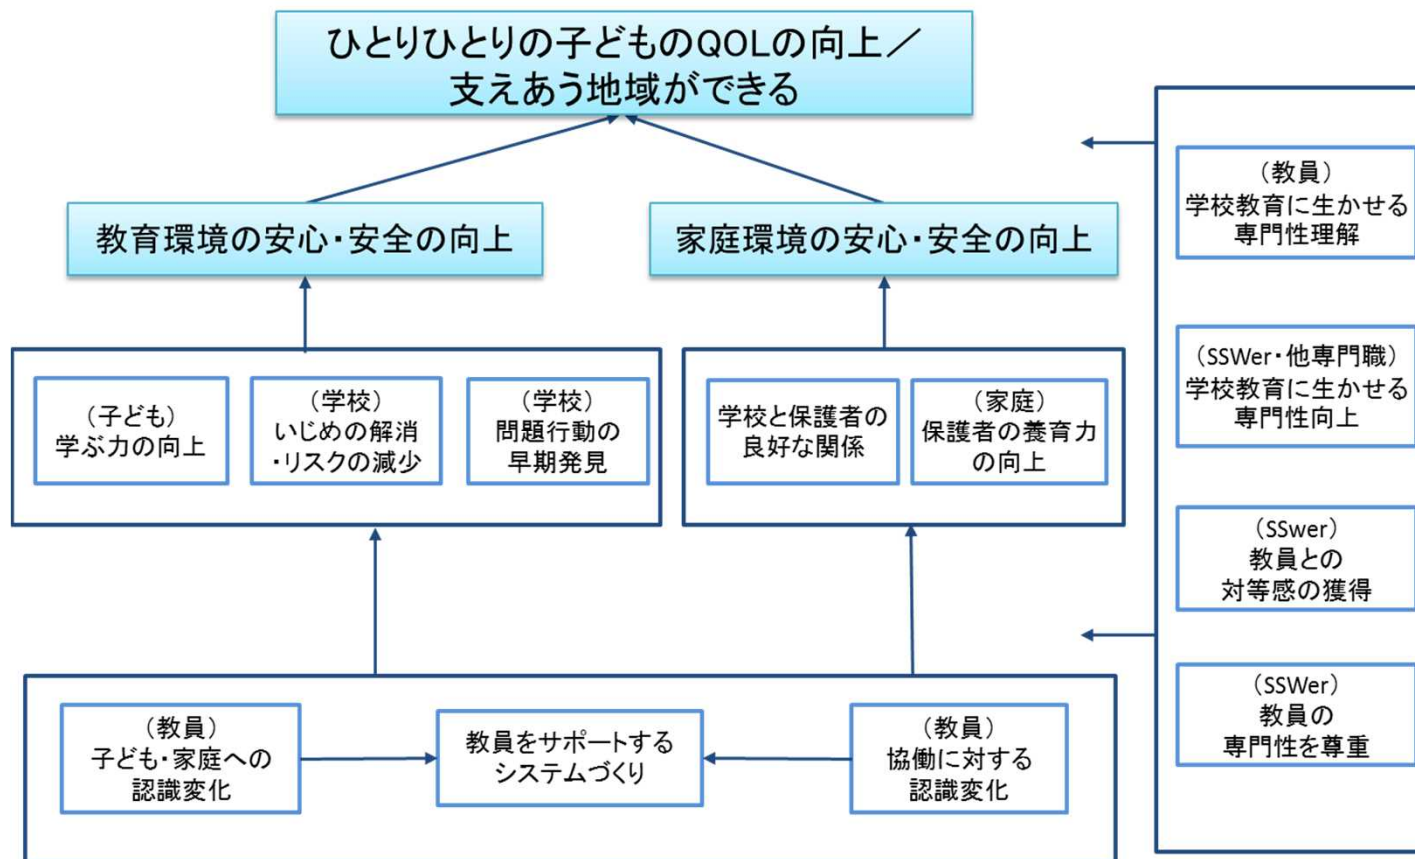 ひとりひとりの子どものQOLの向上／
支えあう地域ができる
教育環境の安心･安全の向上
家庭環境の安心･安全の向上
（子ども）
学ぶ力の向上
（学校）
いじめの解消
･リスクの減少
（学校）
問題行動の
早期発見
学校と保護者の
良好な関係
（家庭）
保護者の養育力
の向上
（教員）
子ども･家庭への
認識変化
教員をサポートする
システムづくり
（教員）
協働に対する
認識変化
（教員）
学校教育に生かせる
専門性理解
（SSWer･他専門職）
学校教育に生かせる
専門性向上
（SSwer）
教員との
対等感の獲得
（SSWer）
教員の
専門性を尊重